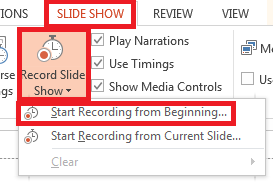 IONS SLIDE SHOW REVIEW VIEW
Record Slide Show
Play Narrations
Use Timings
Show Media Controls
Start Recording from Beginning...
Start Recording from Current Slide...
Clear